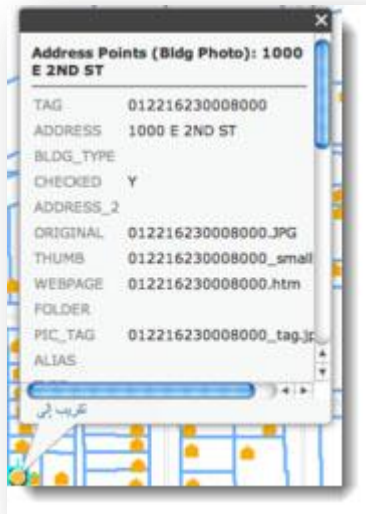 Address Points (Bldg Photo): 1000
E 2ND ST
TAG 012216230008000
ADDRESS 1000 E 2ND ST
BLDG_TYPE
CHECKED Y
ADDRESS_2
ORIGINAL 012216230008000.JPG
THUMB 012216230008000_small
WEBPAGE 012216230008000.htm
FOLDER
PIC_TAG 012216230008000_tag.jp
ALIAS
تقريب إلى